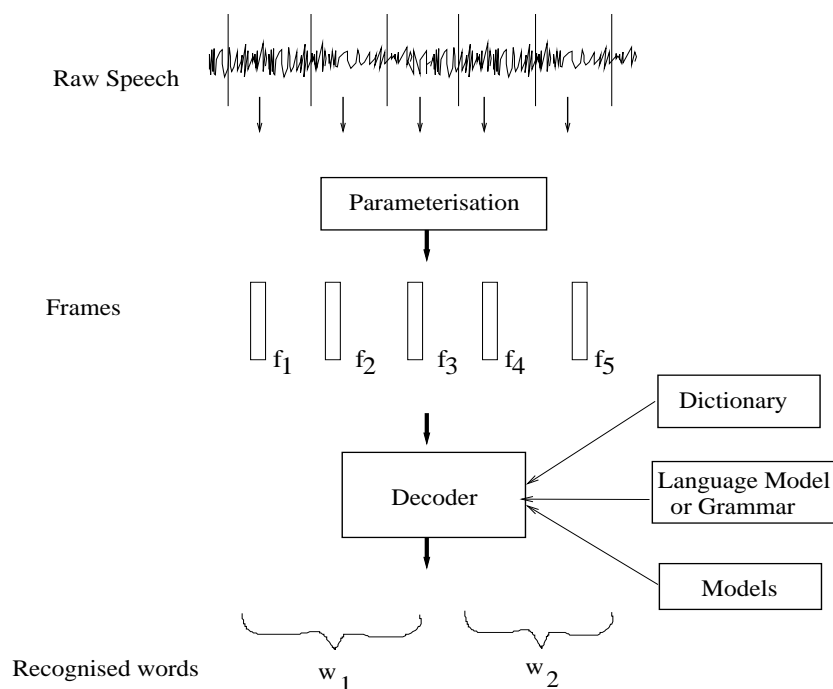 Raw Speech
Parameterisation
Frames
f1
f2
f3
f4
f5
Dictionary
Decoder
Language Model
or Grammar
Models
Recognised words
w1
w2